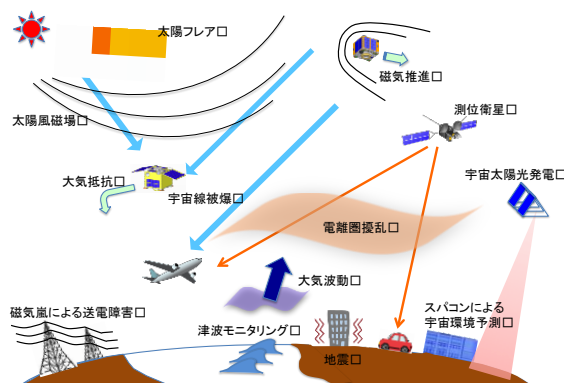 太陽フレア□
磁気推進□
太陽風磁場□
測位衛星□
大気抵抗□
宇宙線被爆□
宇宙太陽光発電□
電離圏擾乱□
大気波動□
磁気嵐による送電障害□
津波モニタリング□
地震□
スパコンによる
宇宙環境予測□